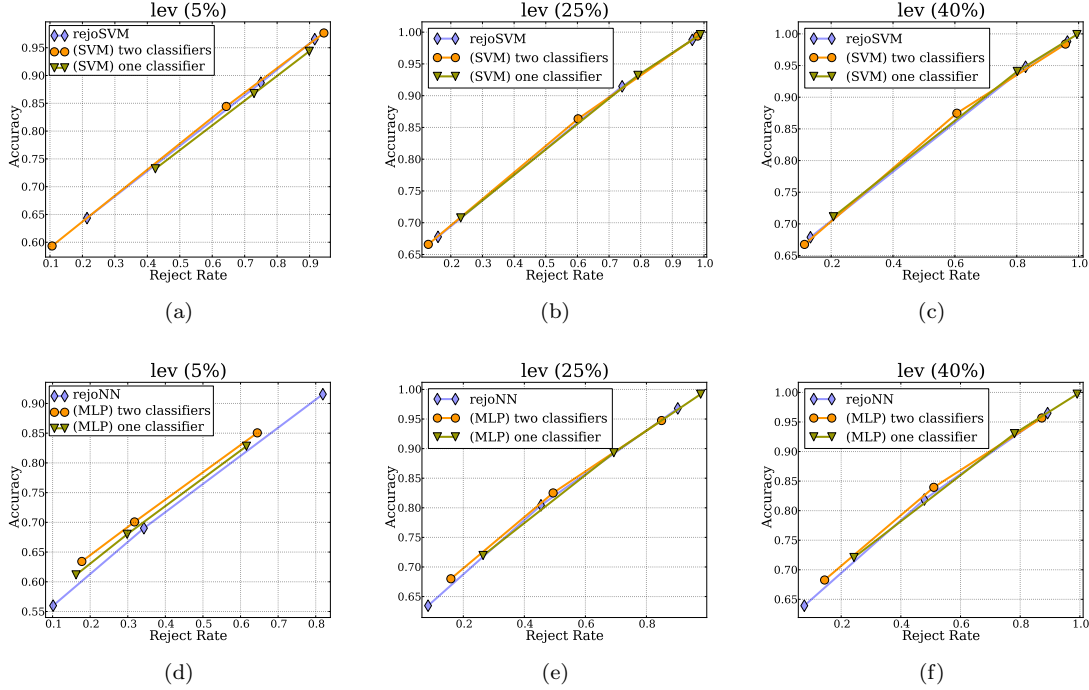 lev (5%)
rejoSVM
(SVM) two classifiers
(SVM) one classifier
Accuracy
0.95
0.90
0.85
0.80
0.75
0.70
0.65
0.60
0.1 0.2 0.3 0.4 0.5 0.6 0.7 0.8 0.9
Reject Rate
(a)
lev (25%)
rejoSVM
(SVM) two classifiers
(SVM) one classifier
Accuracy
1.00
0.95
0.90
0.85
0.80
0.75
0.70
0.65
0.2 0.3 0.4 0.5 0.6 0.7 0.8 0.9 1.0
Reject Rate
(b)
lev (40%)
rejoSVM
(SVM) two classifiers
(SVM) one classifier
Accuracy
1.00
0.95
0.90
0.85
0.80
0.75
0.70
0.65
0.2 0.4 0.6 0.8 1.0
Reject Rate
(c)
lev (5%)
rejoNN
(MLP) two classifiers
(MLP) one classifier
Accuracy
0.90
0.85
0.80
0.75
0.70
0.65
0.60
0.55
0.1 0.2 0.3 0.4 0.5 0.6 0.7 0.8
Reject Rate
(d)
lev (25%)
rejoNN
(MLP) two classifiers
(MLP) one classifier
Accuracy
1.00
0.95
0.90
0.85
0.80
0.75
0.70
0.65
0.2 0.4 0.6 0.8
Reject Rate
(e)
lev (40%)
rejoNN
(MLP) two classifiers
(MLP) one classifier
Accuracy
1.00
0.95
0.90
0.85
0.80
0.75
0.70
0.65
0.2 0.4 0.6 0.8 1.0
Reject Rate
(f)